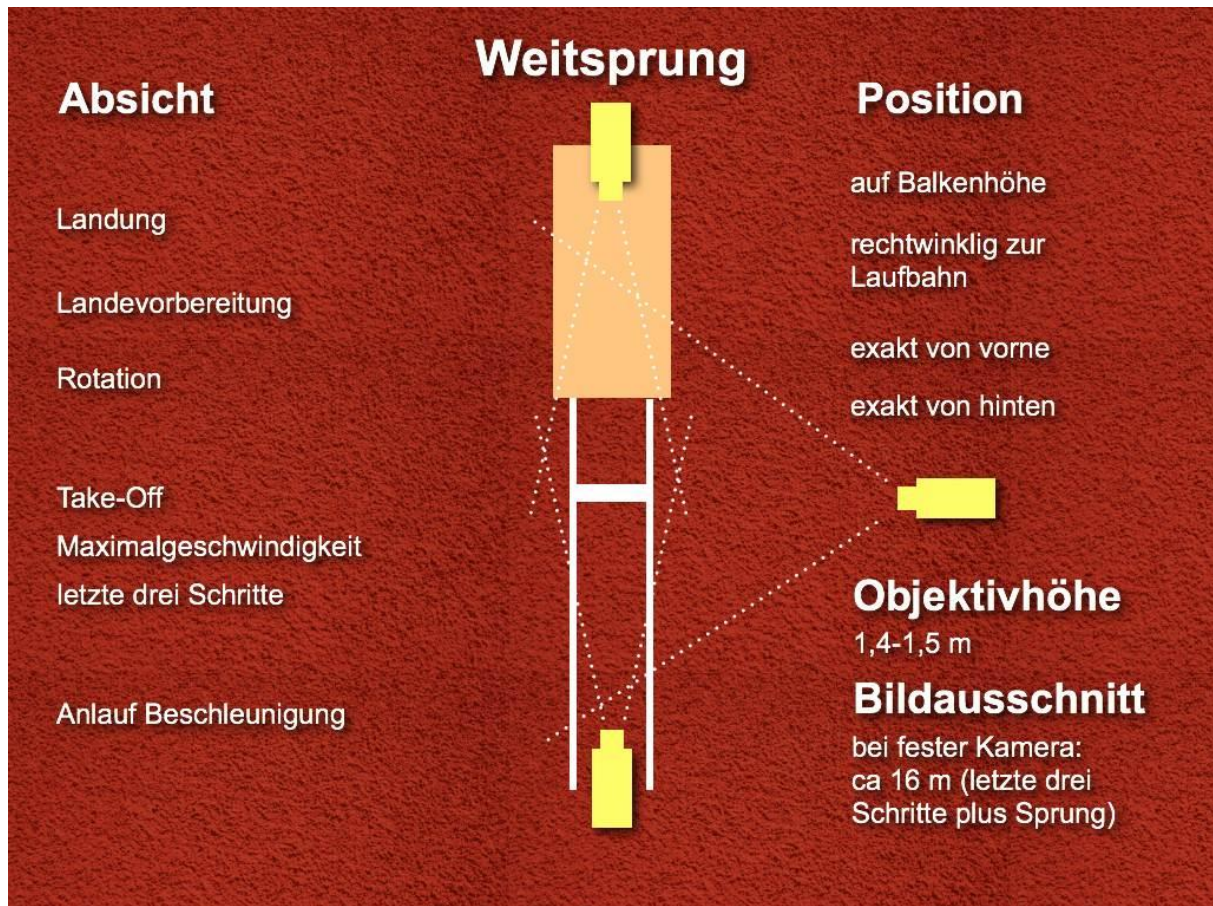 Weitsprung
Absicht
Landung
Landevorbereitung
Rotation
Take-Off
Maximalgeschwindigkeit
letzte drei Schritte
Anlauf Beschleunigung
Position
auf Balkenhöhe
rechtwinklig zur
Laufbahn
exakt von vorne
exakt von hinten
Objektivhöhe
1,4-1,5 m
Bildausschnitt
bei fester Kamera:
ca 16 m (letzte drei
Schritte plus Sprung)